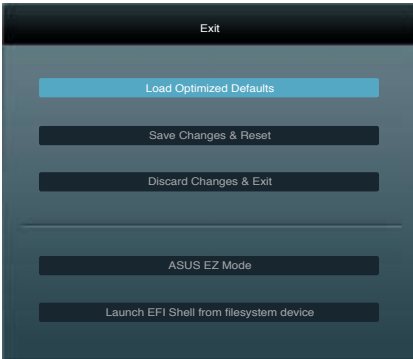 Exit
Load Optimized Defaults
Save Changes & Reset
Discard Changes & Exit
ASUS EZ Mode
Launch EFI Shell from filesystem device